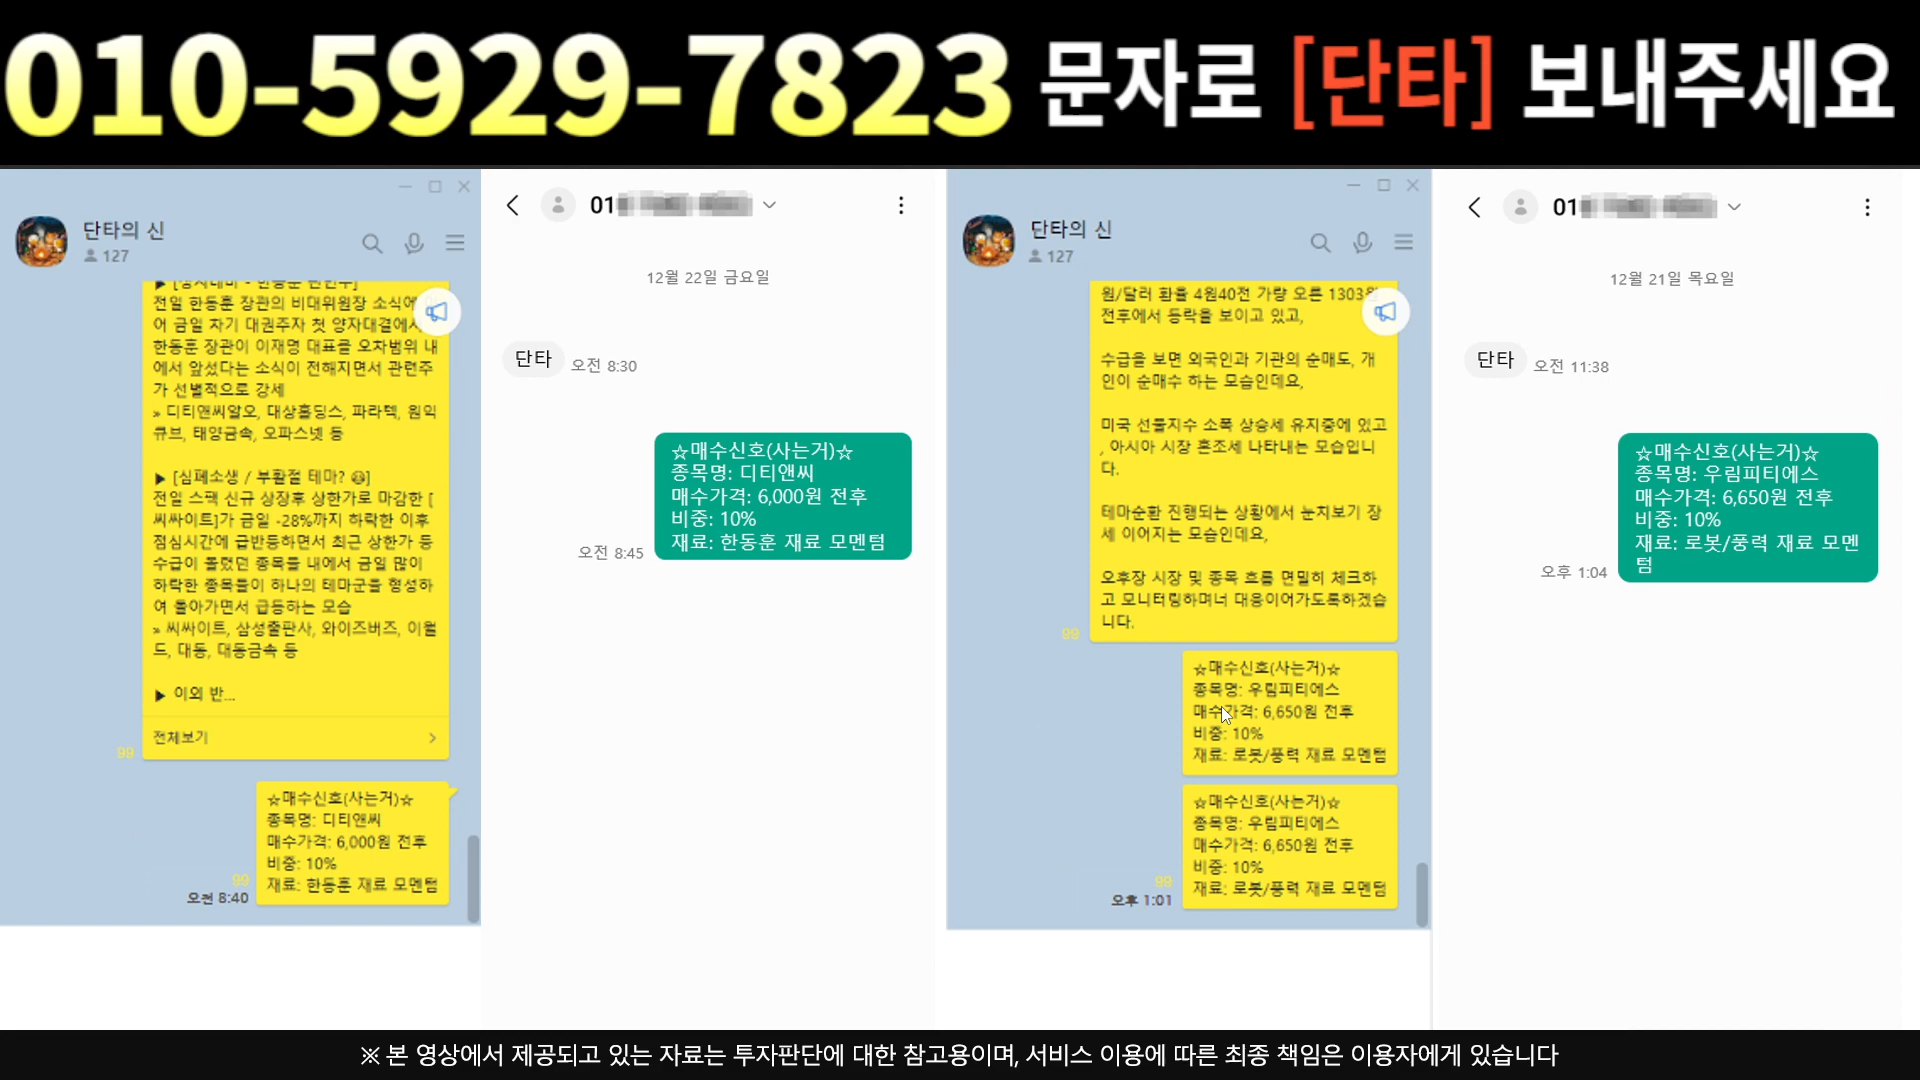 010-5929-7823 문자로 [단타] 보내주세요
단타의 신
127
전일 한동훈 장관의 비대위원장 소식에
어 금일 차기 대권주자 첫 양자대결에서
한동훈 장관이 이재명 대표를 오차범위 내
에서 앞섰다는 소식이 전해지면서 관련주
가 선별적으로 강세
» 디티앤씨알오, 대상홀딩스, 파라텍, 원익
큐브, 태양금속, 오파스넷 등
▶ [심폐소생 / 부활절 테마? 😆]
전일 스팩 신규 상장후 상한가로 마감한 [
씨싸이트]가 금일 -28%까지 하락한 이후
점심시간에 급반등하면서 최근 상한가 등
수급이 몰렸던 종목들 내에서 금일 많이
하락한 종목들이 하나의 테마군을 형성하
여 돌아가면서 급등하는 모습
» 씨싸이트, 삼성출판사, 와이즈버즈, 이월
드, 대동, 대동금속 등
▶ 이외 반...
전체보기
99
☆매수신호(사는거)☆
종목명: 디티앤씨
매수가격: 6,000원 전후
비중: 10%
재료: 한동훈 재료 모멘텀
99
오전 8:40
01
12월 22일 금요일
단타
오전 8:30
☆매수신호(사는거)☆
종목명: 디티앤씨
매수가격: 6,000원 전후
비중: 10%
재료: 한동훈 재료 모멘텀
오전 8:45
단타의 신
127
원/달러 환율 4원40전 가량 오른 1303원
전후에서 등락을 보이고 있고,
수급을 보면 외국인과 기관의 순매도, 개
인이 순매수 하는 모습인데요,
미국 선물지수 소폭 상승세 유지중에 있고
, 아시아 시장 혼조세 나타내는 모습입니
다.
테마순환 진행되는 상황에서 눈치보기 장
세 이어지는 모습인데요,
오후장 시장 및 종목 흐름 면밀히 체크하
고 모니터링하며너 대응이어가도록하겠습
니다.
99
☆매수신호(사는거)☆
종목명: 우림피티에스
매수가격: 6,650원 전후
비중: 10%
재료: 로봇/풍력 재료 모멘텀
☆매수신호(사는거)☆
종목명: 우림피티에스
매수가격: 6,650원 전후
비중: 10%
재료: 로봇/풍력 재료 모멘텀
99
오후 1:01
01
12월 21일 목요일
단타
오전 11:38
☆매수신호(사는거)☆
종목명: 우림피티에스
매수가격: 6,650원 전후
비중: 10%
재료: 로봇/풍력 재료 모멘
텀
오후 1:04
※ 본 영상에서 제공되고 있는 자료는 투자판단에 대한 참고용이며, 서비스 이용에 따른 최종 책임은 이용자에게 있습니다